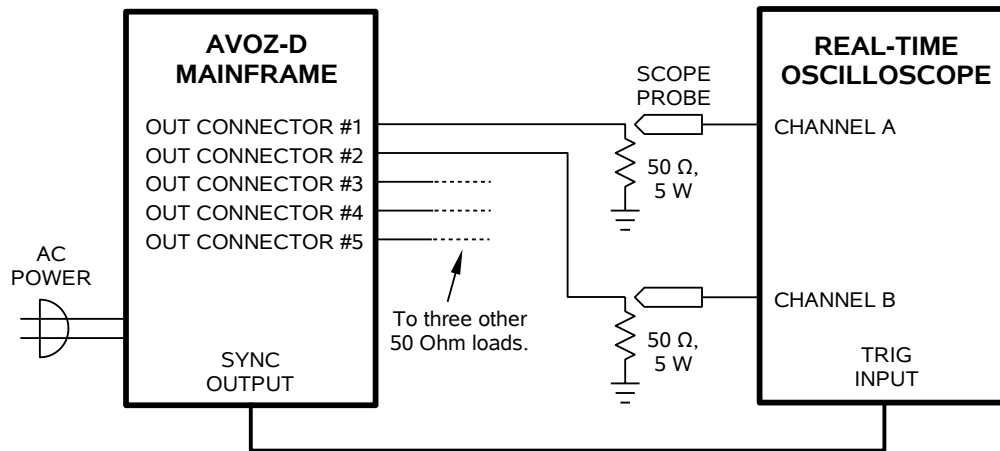 AVOZ-D
MAINFRAME
OUT CONNECTOR #1
OUT CONNECTOR #2
OUT CONNECTOR #3
OUT CONNECTOR #4
OUT CONNECTOR #5
AC
POWER
SYNC
OUTPUT
To three other
50 Ohm loads.
SCOPE
PROBE
50 Ω,
5 W
50 Ω,
5 W
REAL-TIME
OSCILLOSCOPE
CHANNEL A
CHANNEL B
TRIG
INPUT